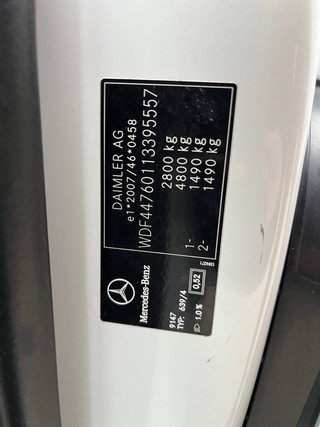 DAIMLER AG
e1*2007/46*0458
WDF44760113395557
2800 kg
4800 kg
1- 1490 kg
2- 1490 kg
Mercedes-Benz
9147
TYP: 639/4
0,52
1.0 %